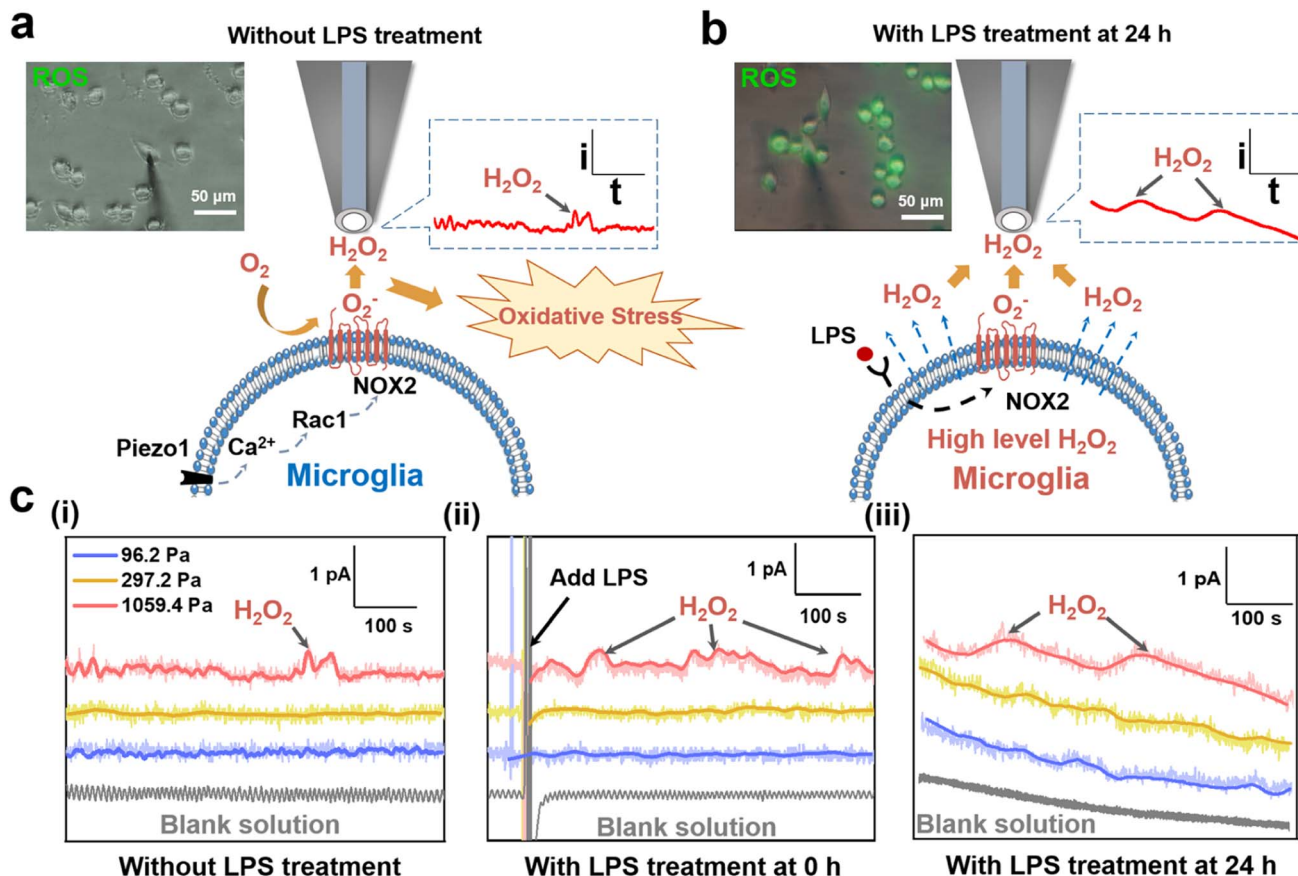 a
Without LPS treatment
ROS
50 µm
i
t
H₂O₂
H₂O₂
O₂
O₂⁻
Oxidative Stress
NOX2
Rac1
Ca²⁺
Piezo1
Microglia
b
With LPS treatment at 24 h
ROS
50 µm
i
t
H₂O₂
H₂O₂
H₂O₂
O₂⁻
H₂O₂
LPS
NOX2
High level H₂O₂
Microglia
c
(i)
96.2 Pa
297.2 Pa
1059.4 Pa
1 pA
100 s
H₂O₂
Blank solution
Without LPS treatment
(ii)
Add LPS
1 pA
100 s
H₂O₂
Blank solution
With LPS treatment at 0 h
(iii)
1 pA
100 s
H₂O₂
Blank solution
With LPS treatment at 24 h